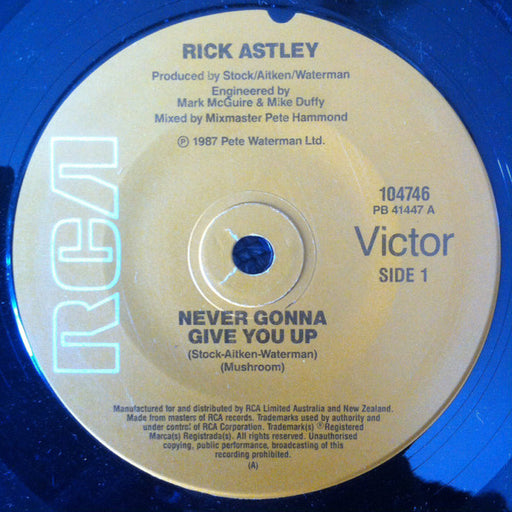 RICK ASTLEY
Produced by Stock/Aitken/Waterman
Engineered by
Mark McGuire & Mike Duffy
Mixed by Mixmaster Pete Hammond
℗ 1987 Pete Waterman Ltd.
RCA
104746
PB 41447 A
Victor
SIDE 1
NEVER GONNA
GIVE YOU UP
(Stock-Aitken-Waterman)
(Mushroom)
Manufactured for and distributed by RCA Limited Australia and New Zealand.
Made from masters of RCA records. Trademarks used by authority and
under control of RCA Corporation. Trademark(s) ®Registered
Marca(s) Registrada(s). All rights reserved. Unauthorised
copying, public performance, broadcasting of this
recording prohibited.
(A)